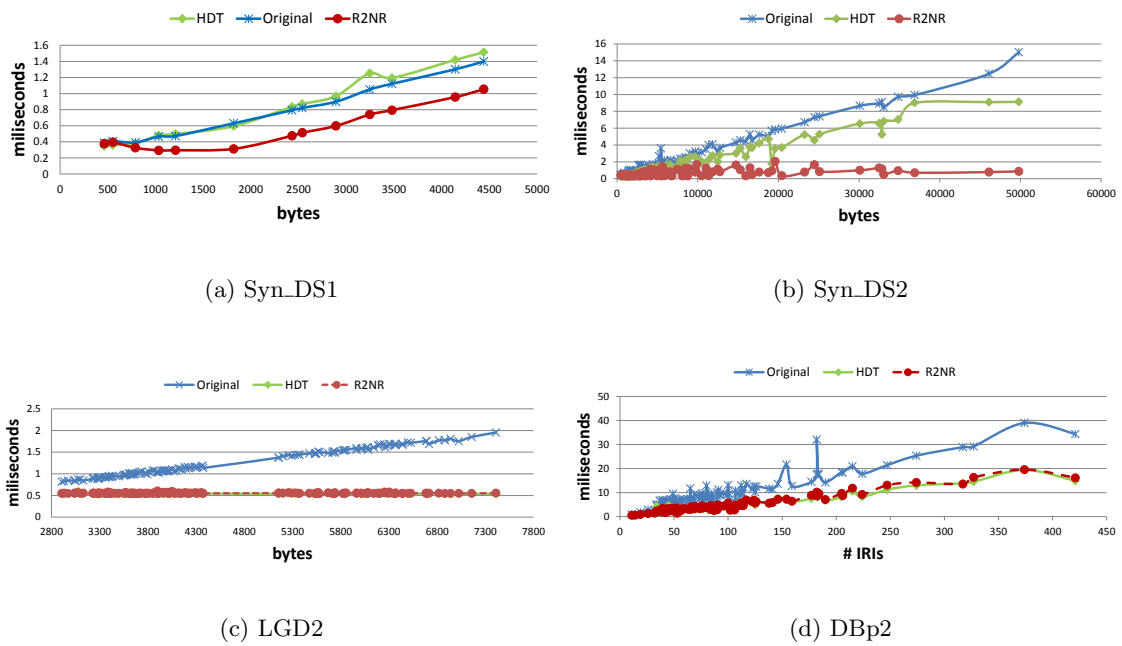 HDT Original R2NR
miliseconds
1.6
1.4
1.2
1
0.8
0.6
0.4
0.2
0
0 500 1000 1500 2000 2500 3000 3500 4000 4500 5000
bytes
(a) Syn_DS1
Original HDT R2NR
miliseconds
16
14
12
10
8
6
4
2
0
0 10000 20000 30000 40000 50000 60000
bytes
(b) Syn_DS2
Original HDT R2NR
miliseconds
2.5
2
1.5
1
0.5
0
2800 3300 3800 4300 4800 5300 5800 6300 6800 7300 7800
bytes
(c) LGD2
Original HDT R2NR
miliseconds
50
40
30
20
10
0
0 50 100 150 200 250 300 350 400 450
# IRIs
(d) DBp2